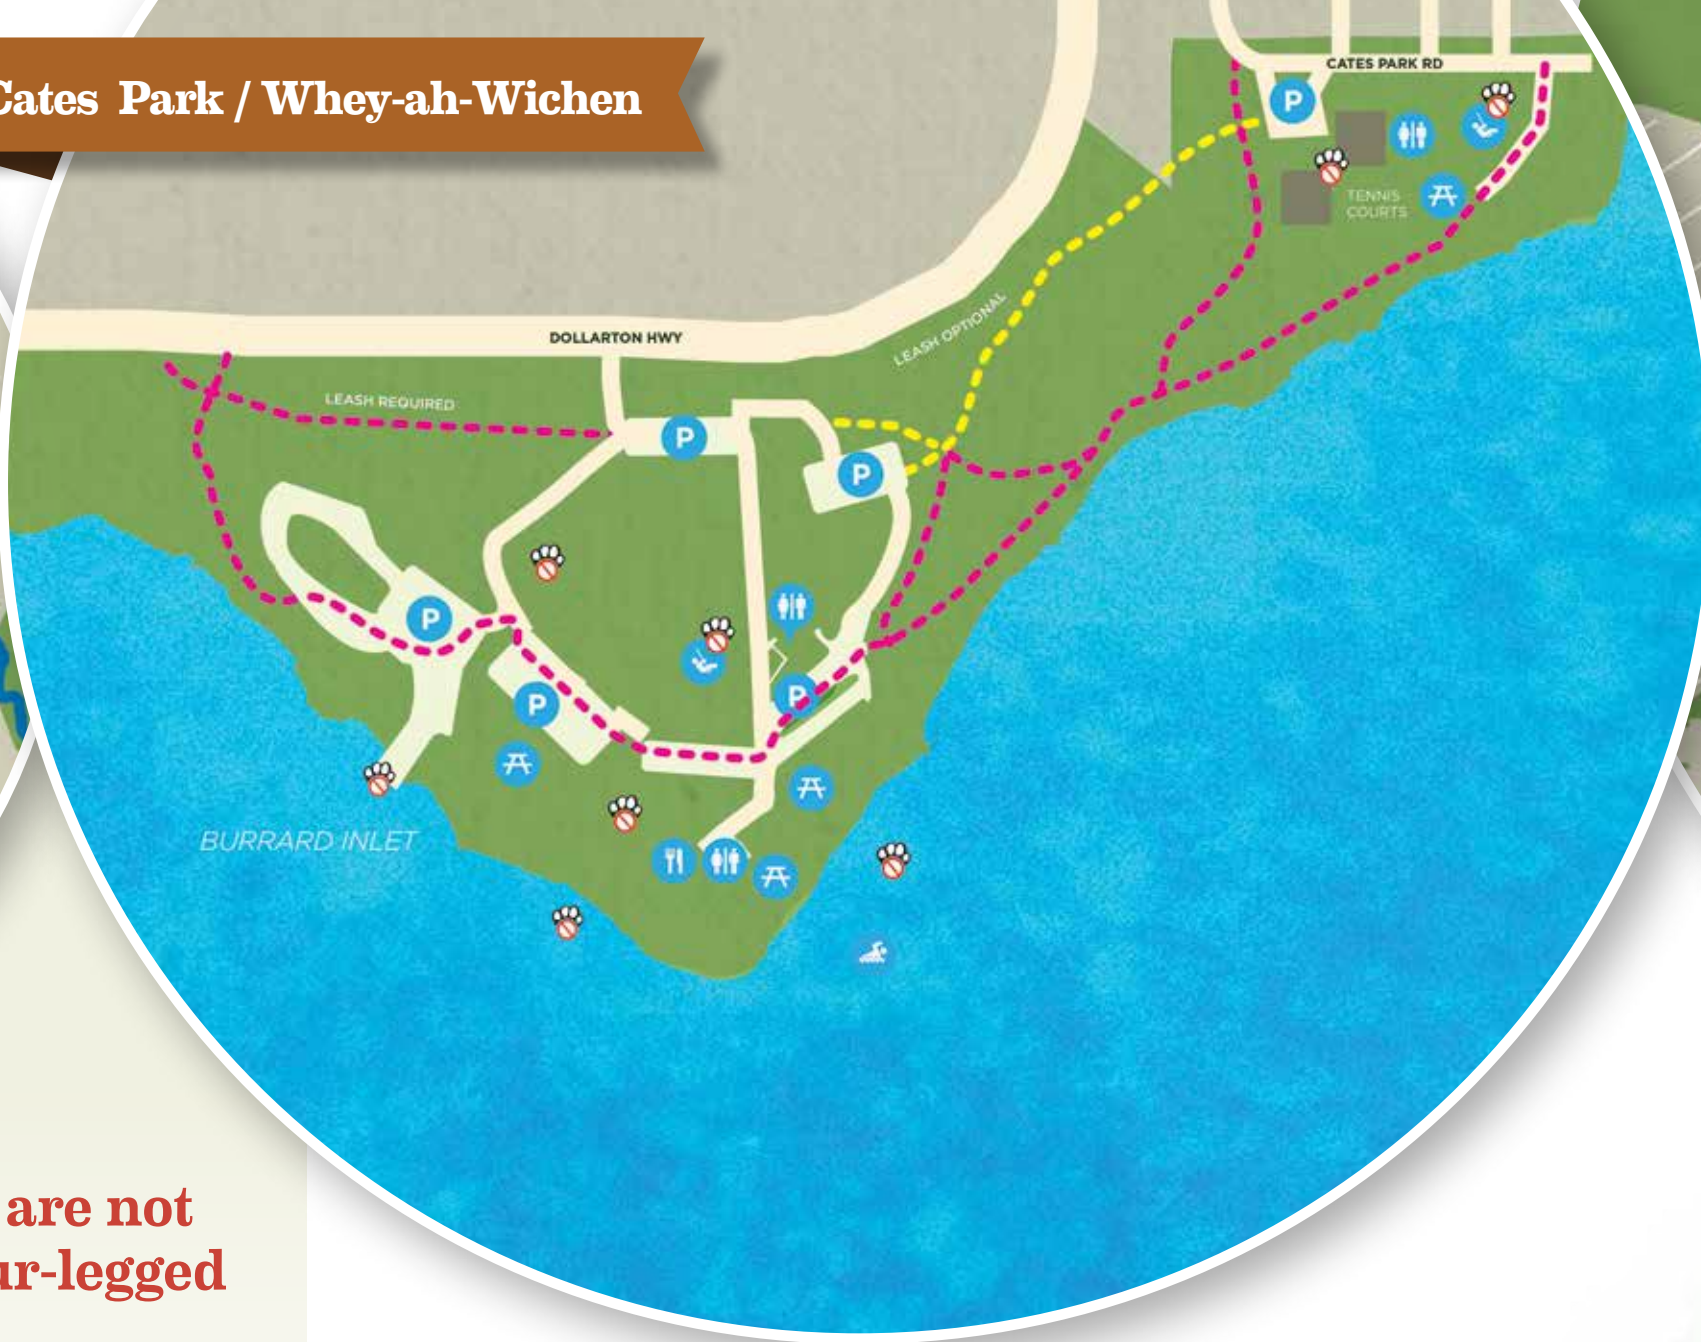 Cates Park / Whey-ah-Wichen
CATES PARK RD
P
TENNIS
COURTS
LEASH OPTIONAL
DOLLARTON HWY
LEASH REQUIRED
P
P
P
P
P
BURRARD INLET
are not
ur-legged